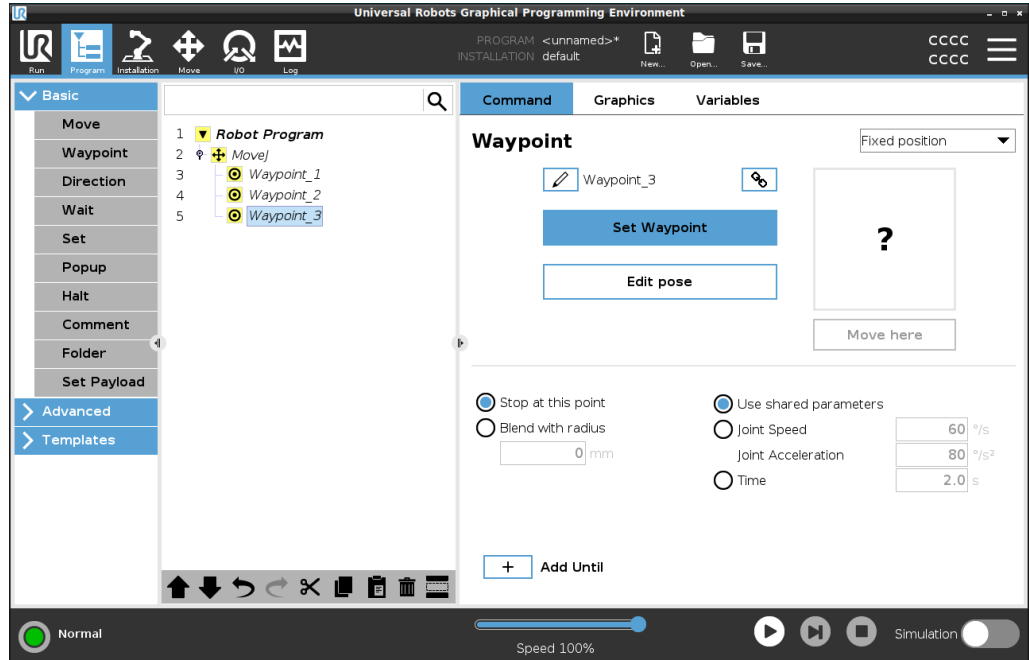 Universal Robots Graphical Programming Environment
UR
Run
Program
Installation
Move
I/O
Log
PROGRAM <unnamed>*
INSTALLATION default
New...
Open...
Save...
CCCC
CCCC
Basic
Move
Waypoint
Direction
Wait
Set
Popup
Halt
Comment
Folder
Set Payload
Advanced
Templates
1 Robot Program
2 MoveJ
3 Waypoint_1
4 Waypoint_2
5 Waypoint_3
Command Graphics Variables
Waypoint
Fixed position
Waypoint_3
Set Waypoint
Edit pose
?
Move here
Stop at this point
Blend with radius
0 mm
Use shared parameters
Joint Speed 60 °/s
Joint Acceleration 80 °/s²
Time 2.0 s
+ Add Until
Normal
Speed 100%
Simulation